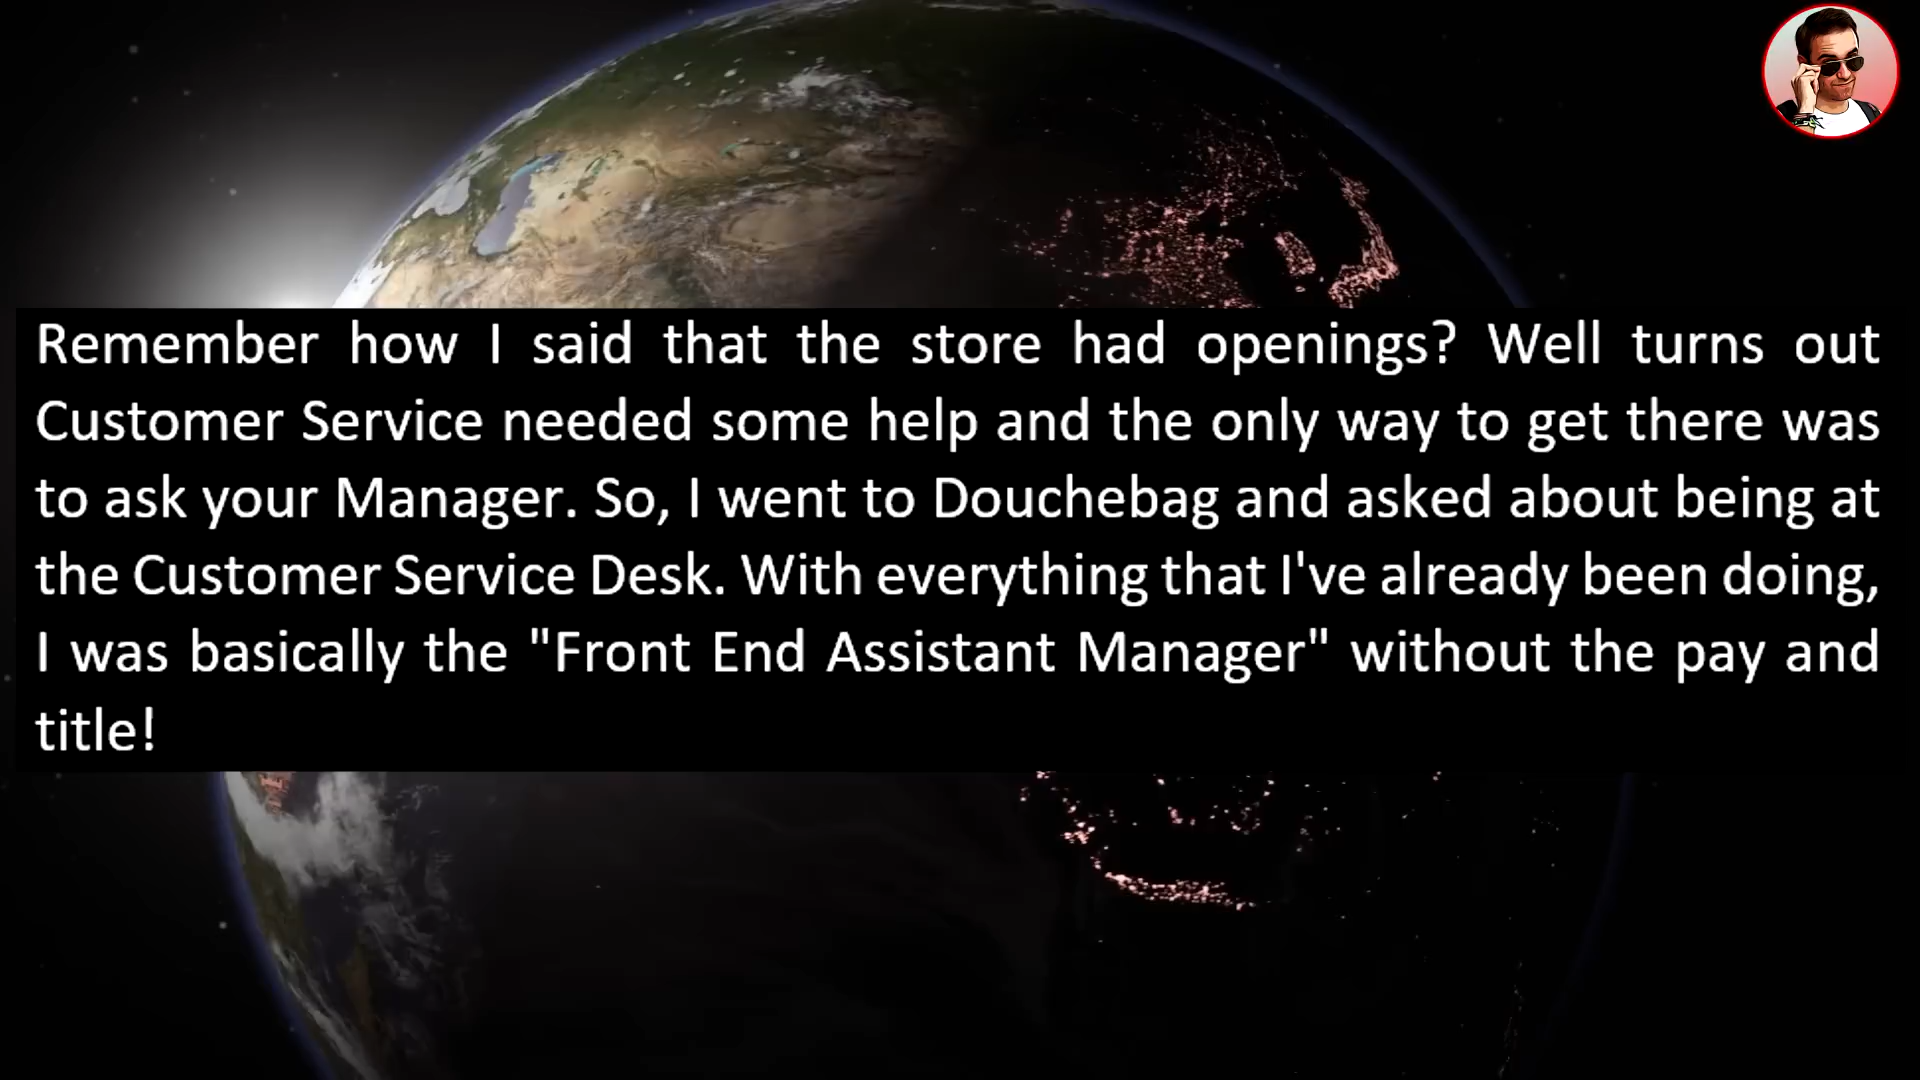 Remember how I said that the store had openings? Well turns out
Customer Service needed some help and the only way to get there was
to ask your Manager. So, I went to Douchebag and asked about being at
the Customer Service Desk. With everything that I've already been doing,
I was basically the "Front End Assistant Manager" without the pay and
title!